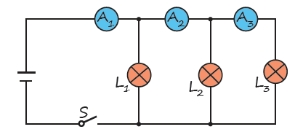 A₁ A₂ A₃
L₁ L₂ L₃
S